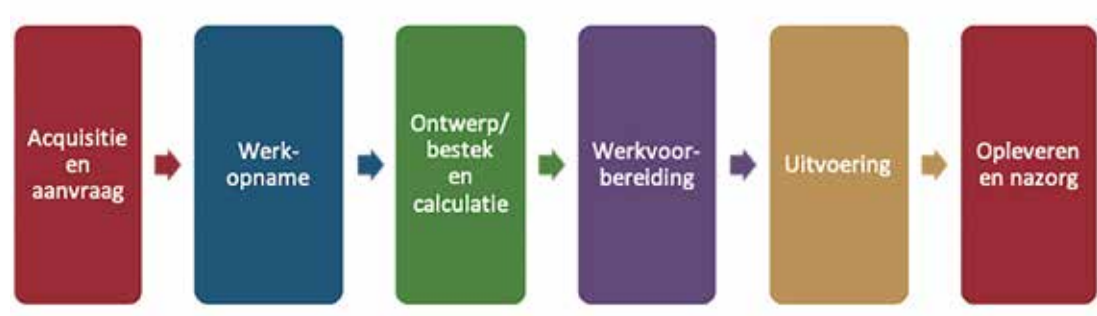 Acquisitie
en
aanvraag
Werk-
opname
Ontwerp/
bestek
en
calculatie
Werkvoor-
bereiding
Uitvoering
Opleveren
en nazorg